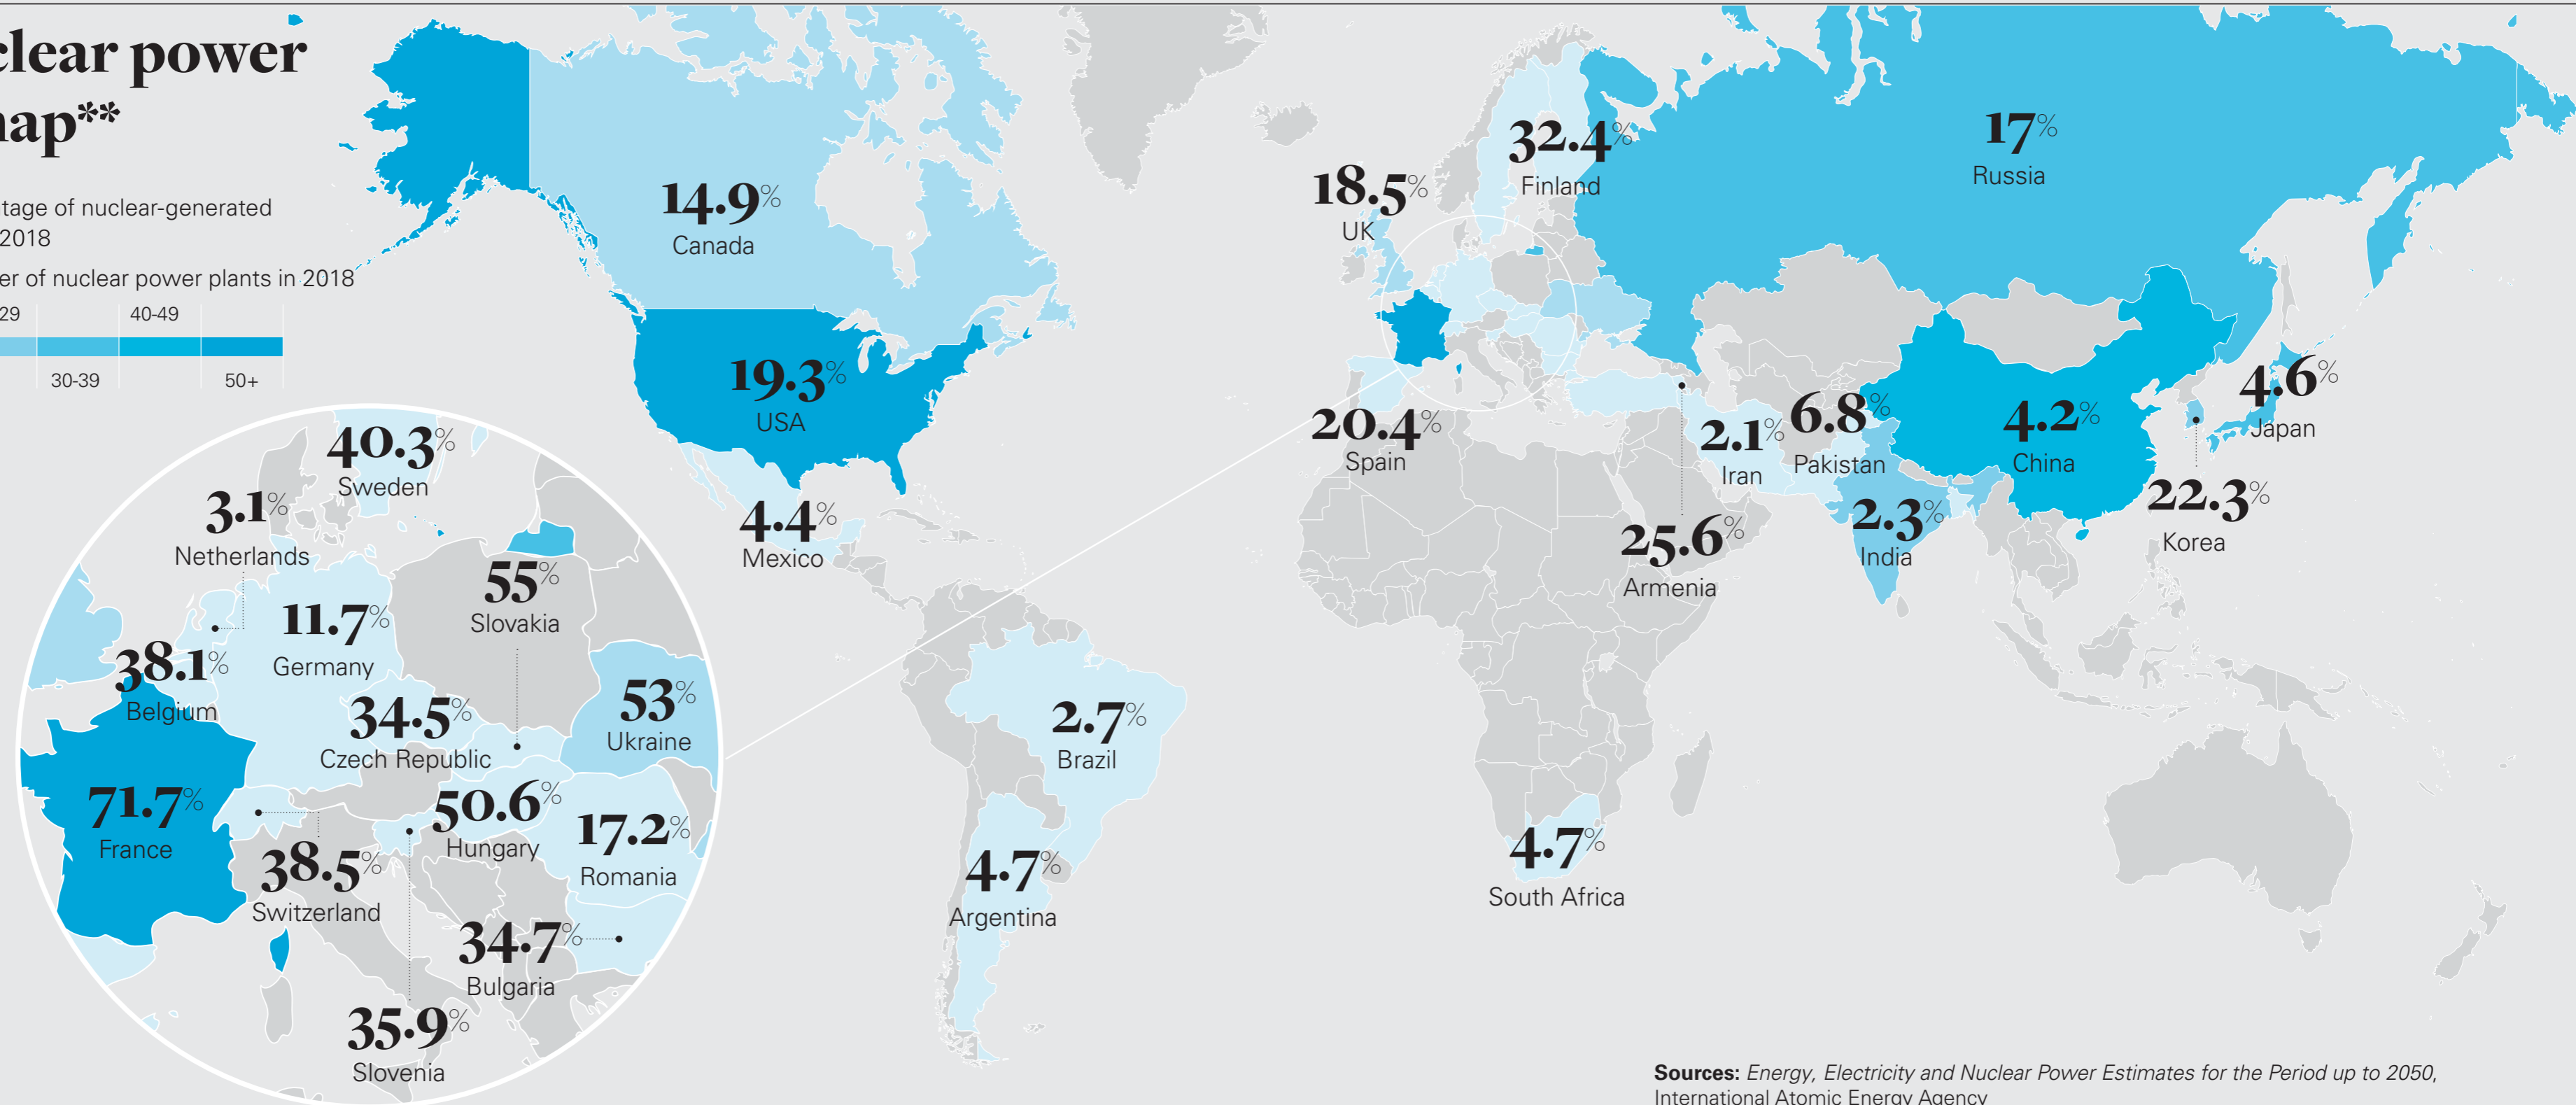 clear power
map**
tage of nuclear-generated
2018
er of nuclear power plants in 2018
29
40-49
30-39
50+
14.9%
Canada
19.3%
USA
4.4%
Mexico
2.7%
Brazil
4.7%
Argentina
18.5%
UK
32.4%
Finland
17%
Russia
20.4%
Spain
25.6%
Armenia
2.1%
Iran
6.8%
Pakistan
2.3%
India
4.2%
China
4.6%
Japan
22.3%
Korea
4.7%
South Africa
40.3%
Sweden
3.1%
Netherlands
55%
Slovakia
11.7%
Germany
38.1%
Belgium
34.5%
Czech Republic
53%
Ukraine
71.7%
France
50.6%
Hungary
17.2%
Romania
38.5%
Switzerland
34.7%
Bulgaria
35.9%
Slovenia
Sources: Energy, Electricity and Nuclear Power Estimates for the Period up to 2050,
International Atomic Energy Agency